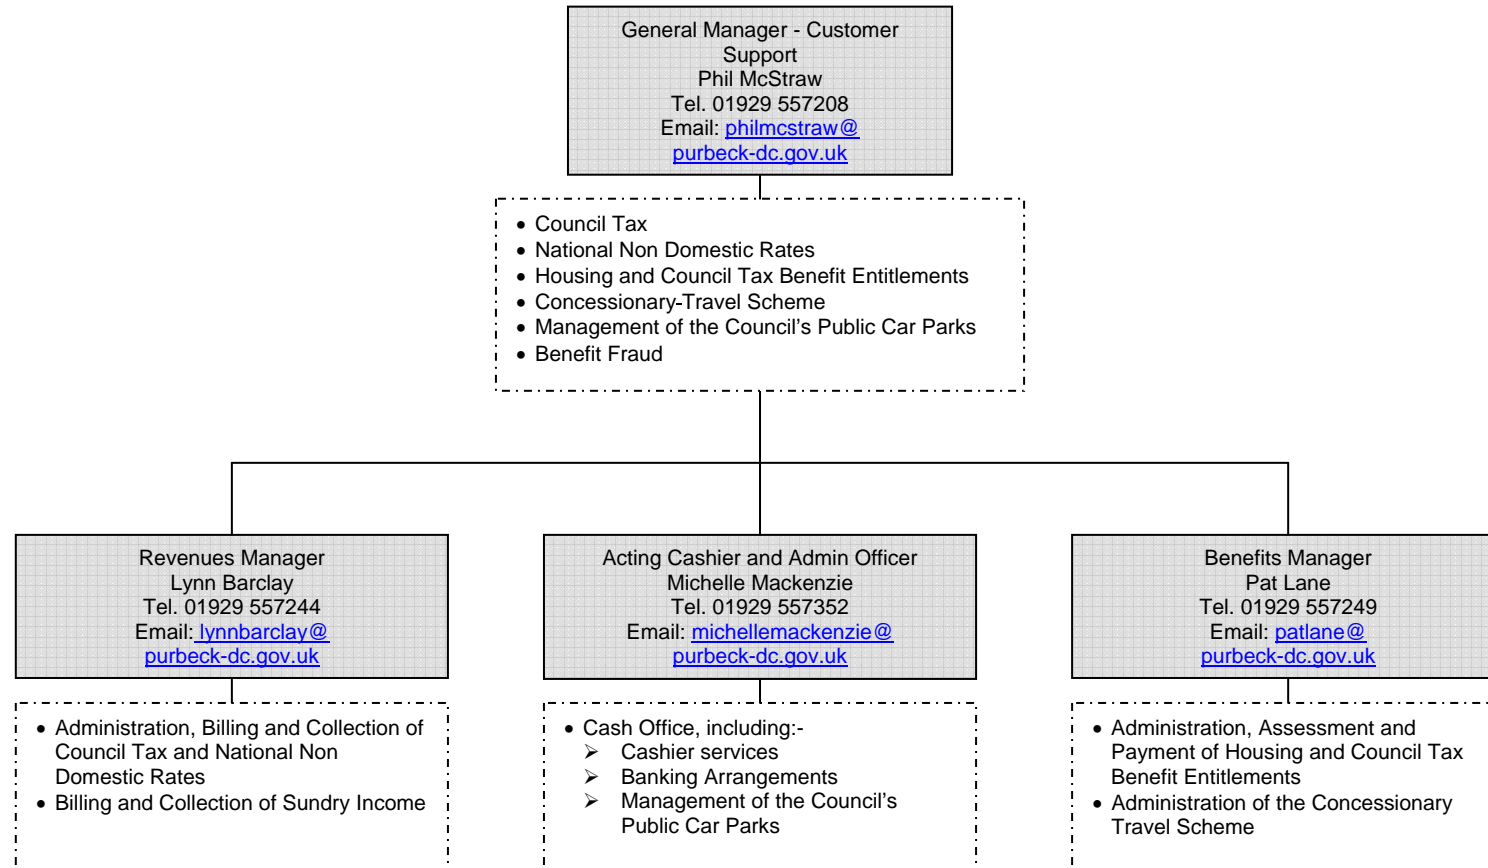 General Manager - Customer
Support
Phil McStraw
Tel. 01929 557208
Email: philmcstraw@
purbeck-dc.gov.uk
• Council Tax
• National Non Domestic Rates
• Housing and Council Tax Benefit Entitlements
• Concessionary-Travel Scheme
• Management of the Council’s Public Car Parks
• Benefit Fraud
Revenues Manager
Lynn Barclay
Tel. 01929 557244
Email: lynnbarclay@
purbeck-dc.gov.uk
• Administration, Billing and Collection of
Council Tax and National Non
Domestic Rates
• Billing and Collection of Sundry Income
Acting Cashier and Admin Officer
Michelle Mackenzie
Tel. 01929 557352
Email: michellemackenzie@
purbeck-dc.gov.uk
• Cash Office, including:-
➢ Cashier services
➢ Banking Arrangements
➢ Management of the Council’s
Public Car Parks
Benefits Manager
Pat Lane
Tel. 01929 557249
Email: patlane@
purbeck-dc.gov.uk
• Administration, Assessment and
Payment of Housing and Council Tax
Benefit Entitlements
• Administration of the Concessionary
Travel Scheme